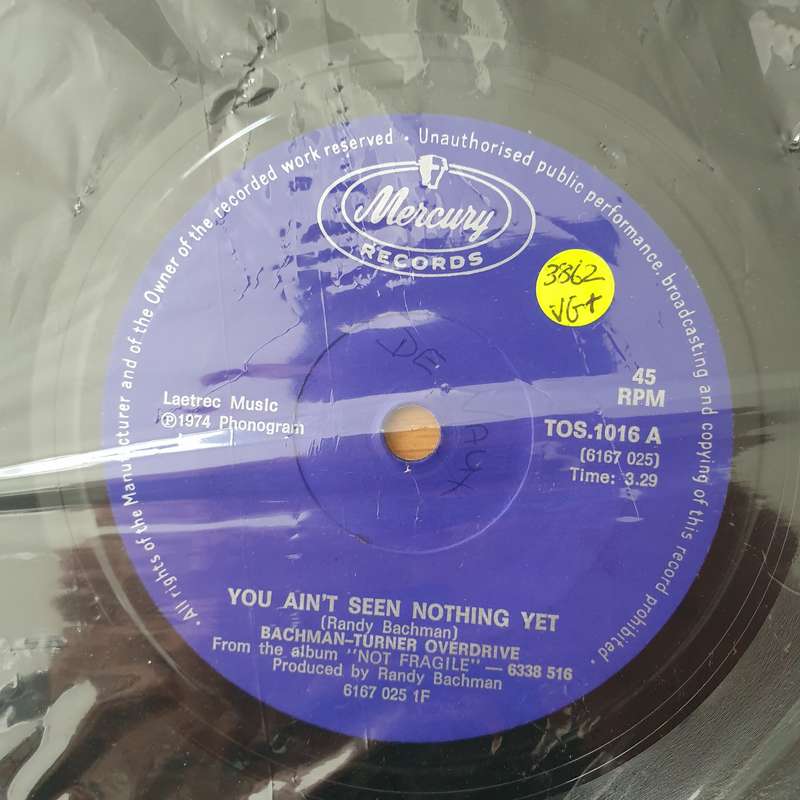 · All rights of the Manufacturer and of the Owner of the recorded work reserved · Unauthorised public performance, broadcasting and copying of this record prohibited ·
Mercury
RECORDS
3862
VG+
DE
45
RPM
Laetrec Music
℗1974 Phonogram
TOS.1016 A
(6167 025)
Time: 3.29
YOU AIN'T SEEN NOTHING YET
(Randy Bachman)
BACHMAN–TURNER OVERDRIVE
From the album "NOT FRAGILE" — 6338 516
Produced by Randy Bachman
6167 025 1F